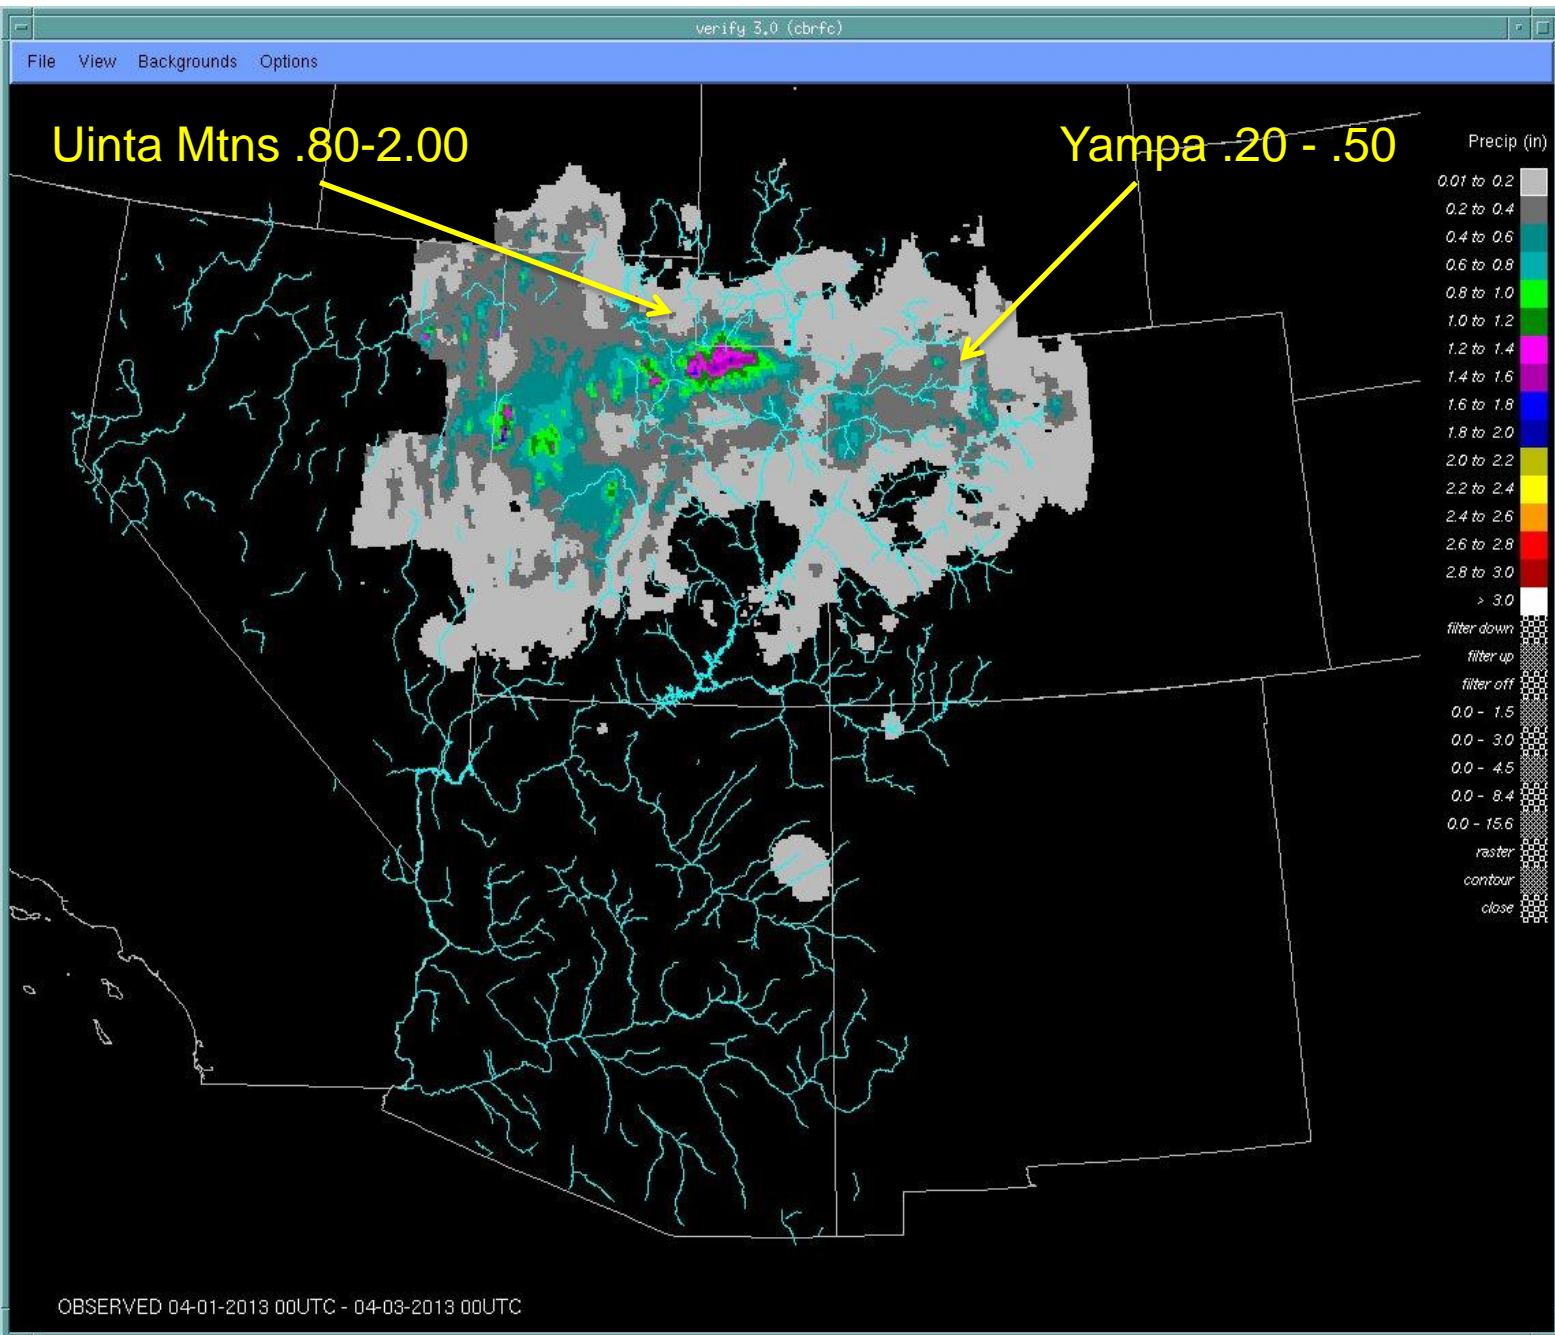 verify 3.0 (cbrfc)
File View Backgrounds Options
Uinta Mtns .80-2.00
Yampa .20 - .50
Precip (in)
0.01 to 0.2
0.2 to 0.4
0.4 to 0.6
0.6 to 0.8
0.8 to 1.0
1.0 to 1.2
1.2 to 1.4
1.4 to 1.6
1.6 to 1.8
1.8 to 2.0
2.0 to 2.2
2.2 to 2.4
2.4 to 2.6
2.6 to 2.8
2.8 to 3.0
> 3.0
filter down
filter up
filter off
0.0 - 1.5
0.0 - 3.0
0.0 - 4.5
0.0 - 8.4
0.0 - 15.6
raster
contour
close
OBSERVED 04-01-2013 00UTC - 04-03-2013 00UTC